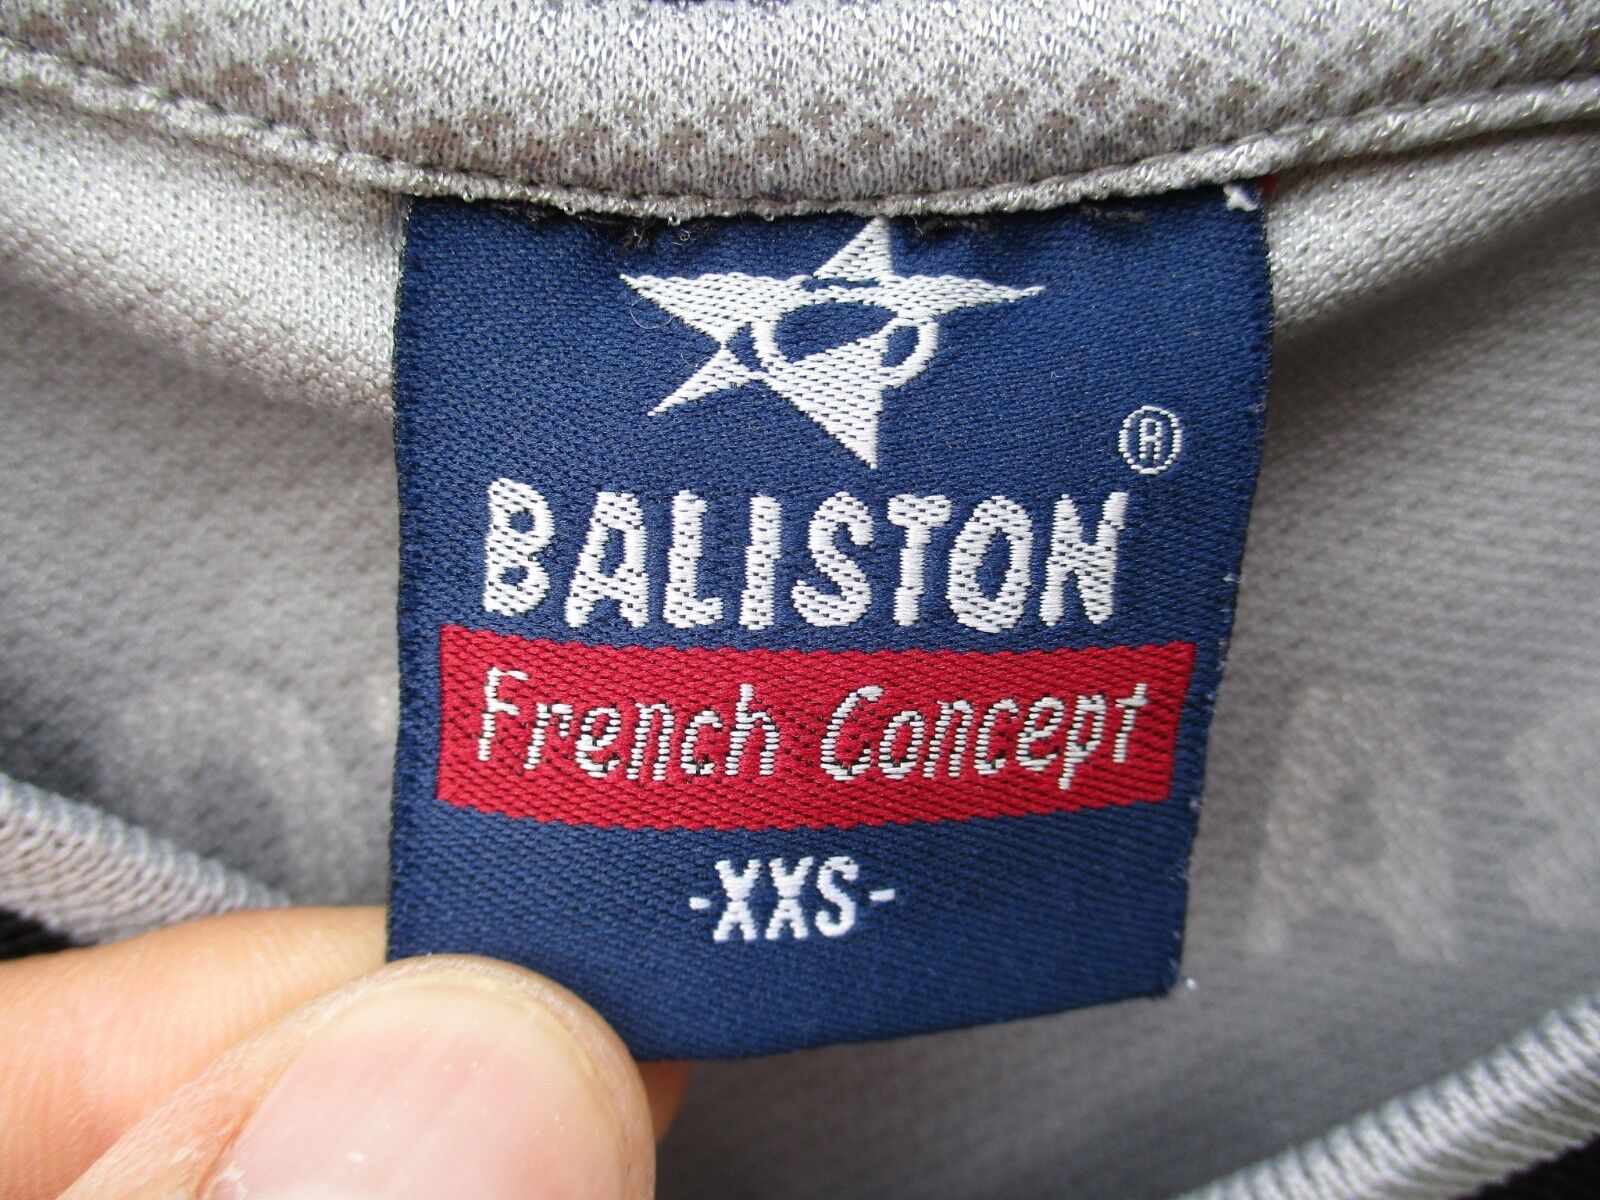 ®
BALISTON
French Concept
-XXS-